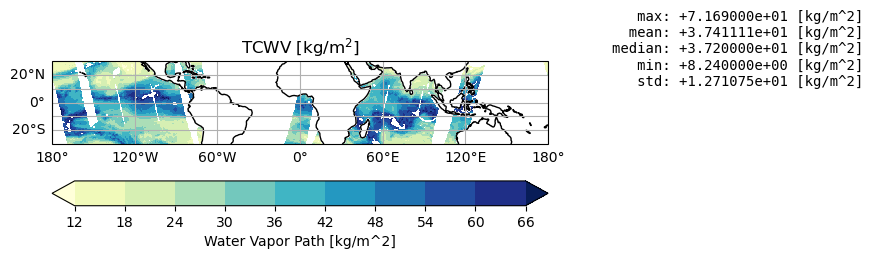 max: +7.169000e+01 [kg/m^2]
mean: +3.741111e+01 [kg/m^2]
median: +3.720000e+01 [kg/m^2]
min: +8.240000e+00 [kg/m^2]
std: +1.271075e+01 [kg/m^2]
TCWV [kg/m²]
20°N
0°
20°S
180° 120°W 60°W 0° 60°E 120°E 180°
12 18 24 30 36 42 48 54 60 66
Water Vapor Path [kg/m^2]